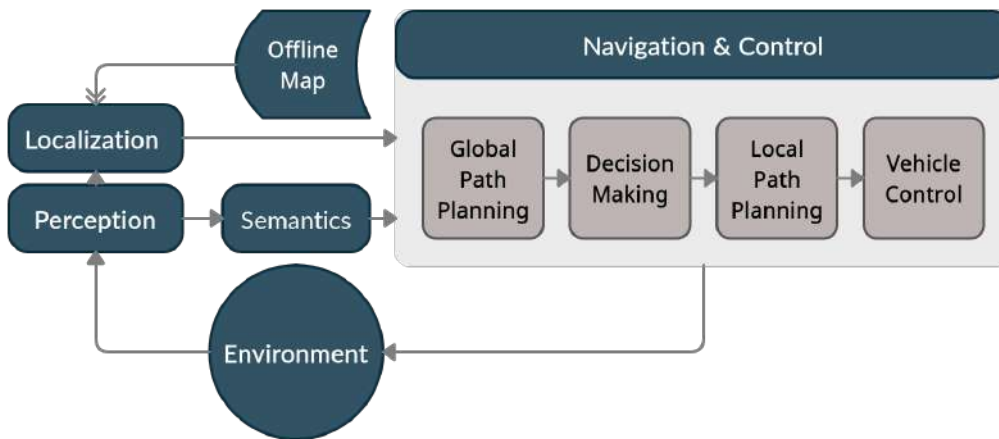 Offline
Map
Navigation & Control
Localization
Global
Path
Planning
Decision
Making
Local
Path
Planning
Vehicle
Control
Perception
Semantics
Environment